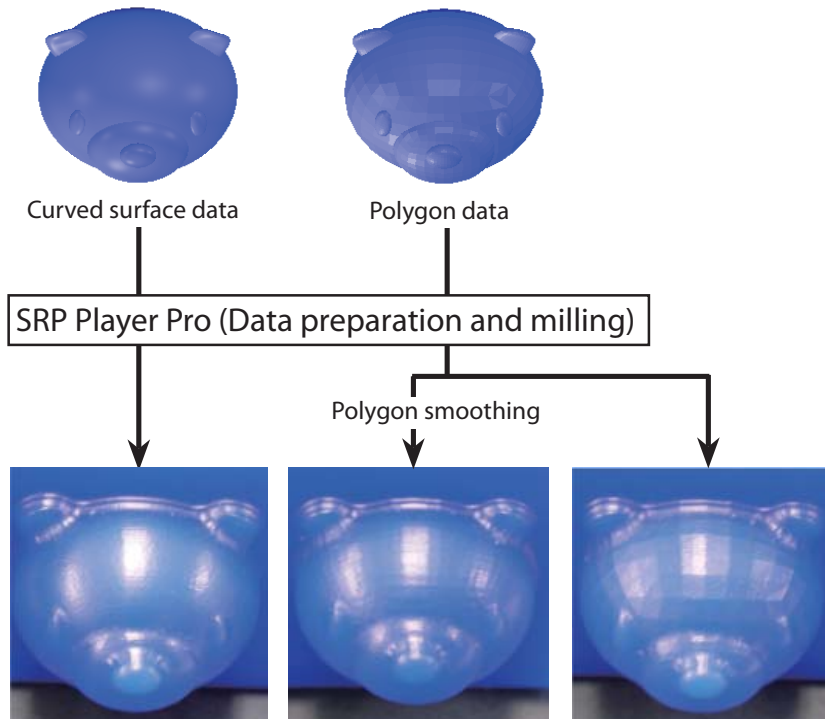 Curved surface data
Polygon data
SRP Player Pro (Data preparation and milling)
Polygon smoothing